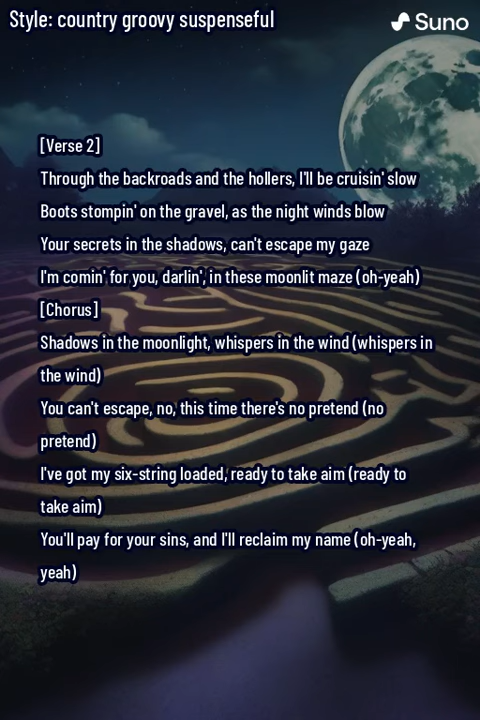 Style: country groovy suspenseful
Suno
[Verse 2]
Through the backroads and the hollers, I'll be cruisin' slow
Boots stompin' on the gravel, as the night winds blow
Your secrets in the shadows, can't escape my gaze
I'm comin' for you, darlin', in these moonlit maze (oh-yeah)
[Chorus]
Shadows in the moonlight, whispers in the wind (whispers in
the wind)
You can't escape, no, this time there's no pretend (no
pretend)
I've got my six-string loaded, ready to take aim (ready to
take aim)
You'll pay for your sins, and I'll reclaim my name (oh-yeah,
yeah)